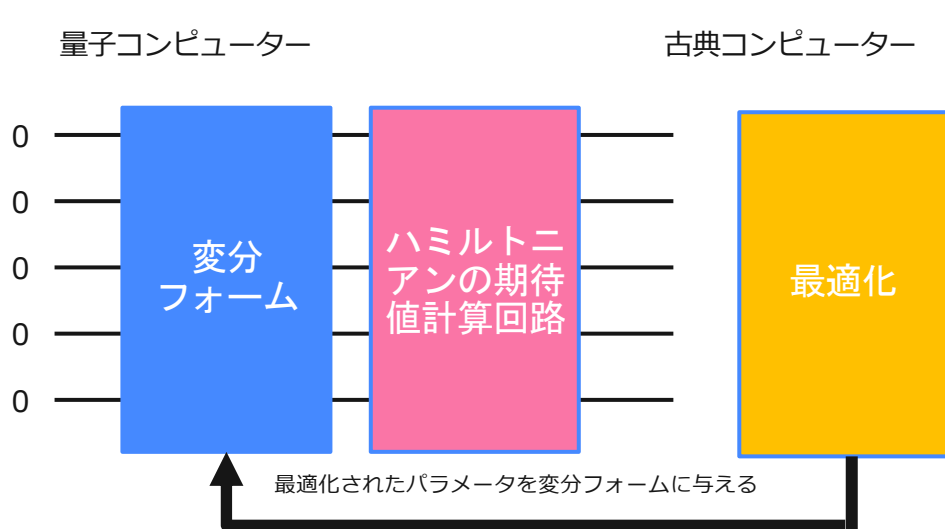 量子コンピューター
古典コンピューター
0
0
0
0
0
変分
フォーム
ハミルトニ
アンの期待
値計算回路
最適化
最適化されたパラメータを変分フォームに与える